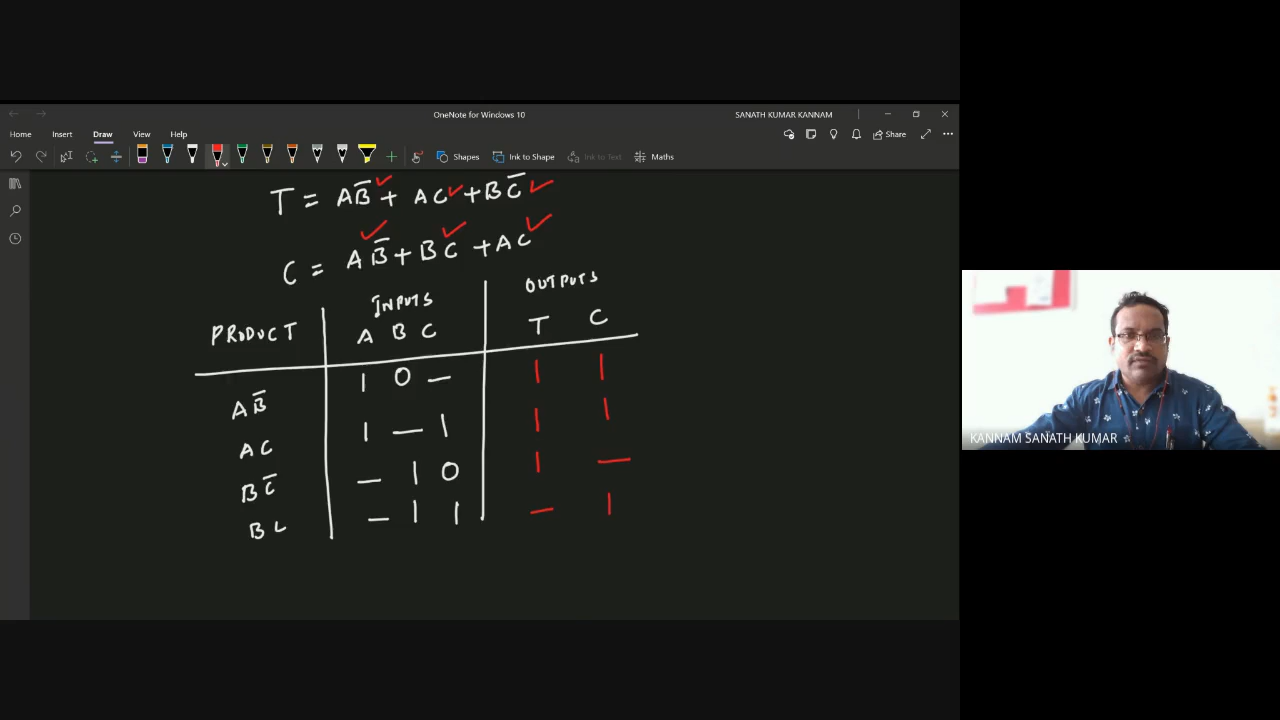 OneNote for Windows 10
SANATH KUMAR KANNAM
Home Insert Draw View Help
Share
Shapes Ink to Shape Ink to Text Maths
T = AB̅ + AC + BC̅
C = AB̅ + BC + AC
PRODUCT INPUTS OUTPUTS
A B C T C
AB̅ 1 0 — 1 1
AC 1 — 1 1 1
BC̅ — 1 0 1 —
BC — 1 1 — 1
KANNAM SANATH KUMAR